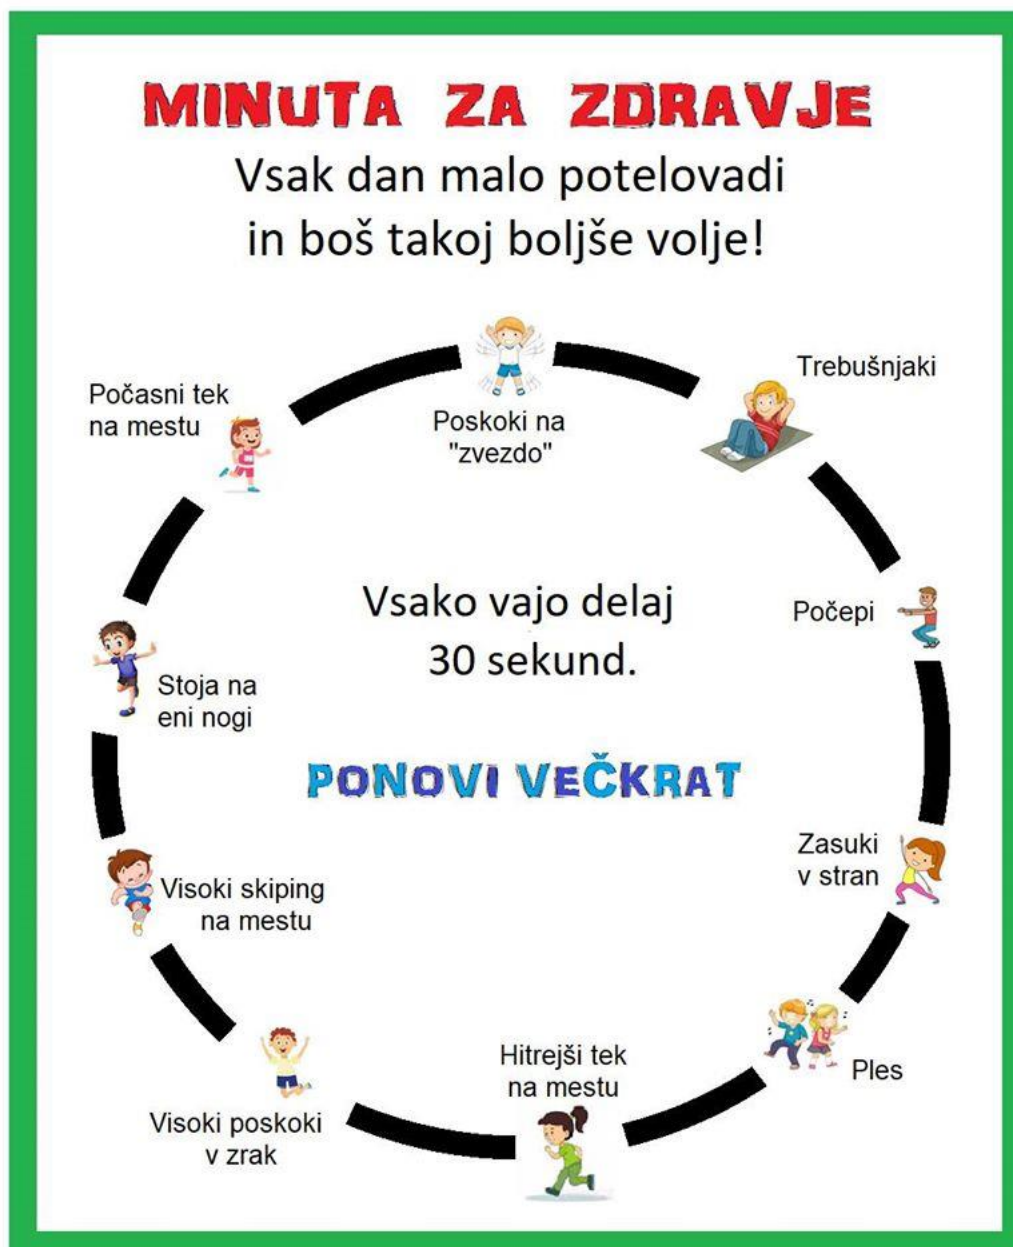 MINUTA ZA ZDRAVJE
Vsak dan malo potelovadi
in boš takoj boljše volje!
Poskoki na
"zvezdo"
Trebušnjaki
Počepi
Zasuki
v stran
Ples
Hitrejši tek
na mestu
Visoki poskoki
v zrak
Visoki skiping
na mestu
Stoja na
eni nogi
Počasni tek
na mestu
Vsako vajo delaj
30 sekund.
PONOVI VEČKRAT